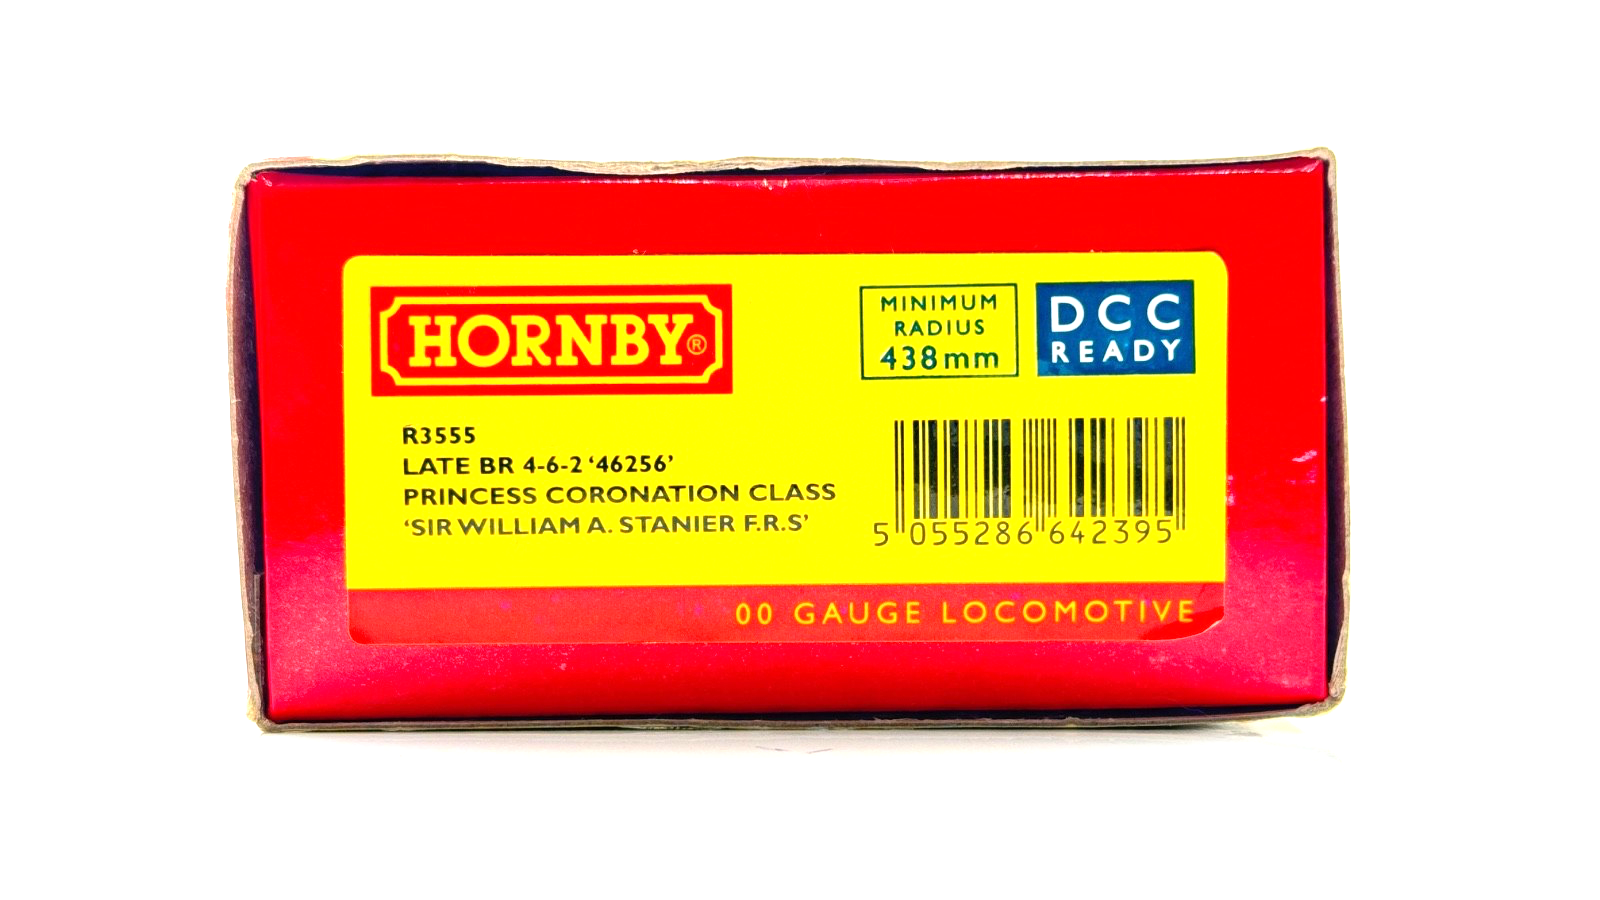 HORNBY®
MINIMUM
RADIUS
438mm
DCC
READY
R3555
LATE BR 4-6-2 ‘46256’
PRINCESS CORONATION CLASS
‘SIR WILLIAM A. STANIER F.R.S’
5 055286 642395
00 GAUGE LOCOMOTIVE